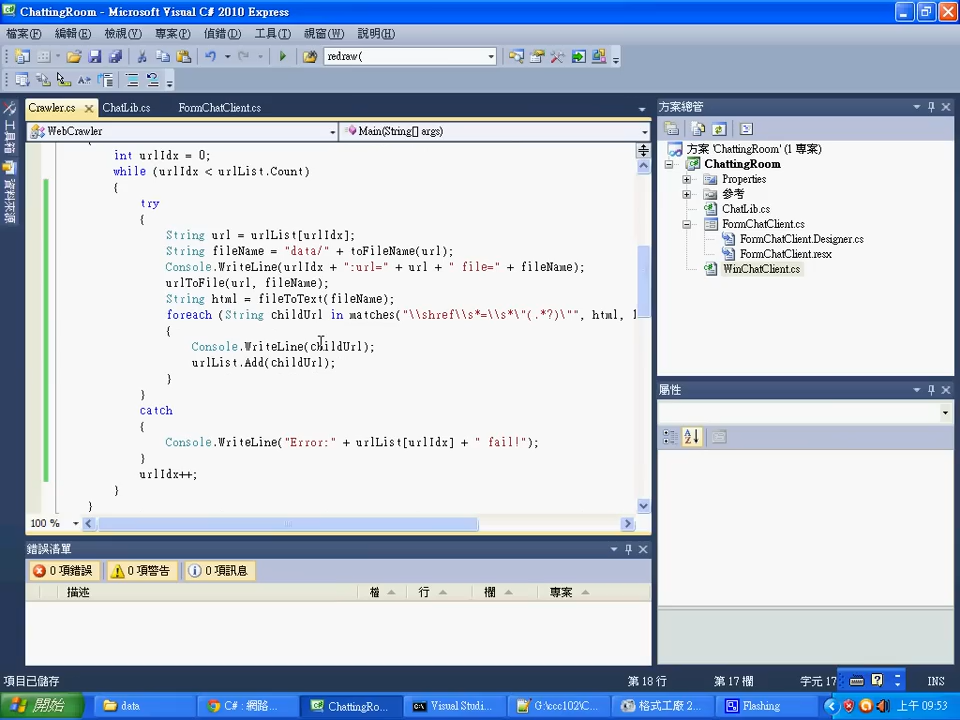 ChattingRoom - Microsoft Visual C# 2010 Express
檔案(F) 編輯(E) 檢視(V) 專案(P) 偵錯(D) 工具(T) 視窗(W) 說明(H)
redraw(
Crawler.cs ChatLib.cs FormChatClient.cs
WebCrawler Main(String[] args)
int urlIdx = 0;
while (urlIdx < urlList.Count)
{
try
{
String url = urlList[urlIdx];
String fileName = "data/" + toFileName(url);
Console.WriteLine(urlIdx + ":url=" + url + " file=" + fileName);
urlToFile(url, fileName);
String html = fileToText(fileName);
foreach (String childUrl in matches("\\shref\\s*=\\s*\"(.*?)\"", html, 1
{
Console.WriteLine(childUrl);
urlList.Add(childUrl);
}
}
catch
{
Console.WriteLine("Error:" + urlList[urlIdx] + " fail!");
}
urlIdx++;
}
}
100 %
工具箱
資料來源
方案總管
方案 'ChattingRoom' (1 專案)
ChattingRoom
Properties
參考
ChatLib.cs
FormChatClient.cs
FormChatClient.Designer.cs
FormChatClient.resx
WinChatClient.cs
屬性
錯誤清單
0 項錯誤 0 項警告 0 項訊息
描述 檔 行 欄 專案
項目已儲存 第 18 行 第 17 欄 字元 17 INS
開始 data C# : 網路... ChattingRo... Visual Studi... G:\ccc102\C... 格式工廠 2... Flashing 上午 09:53